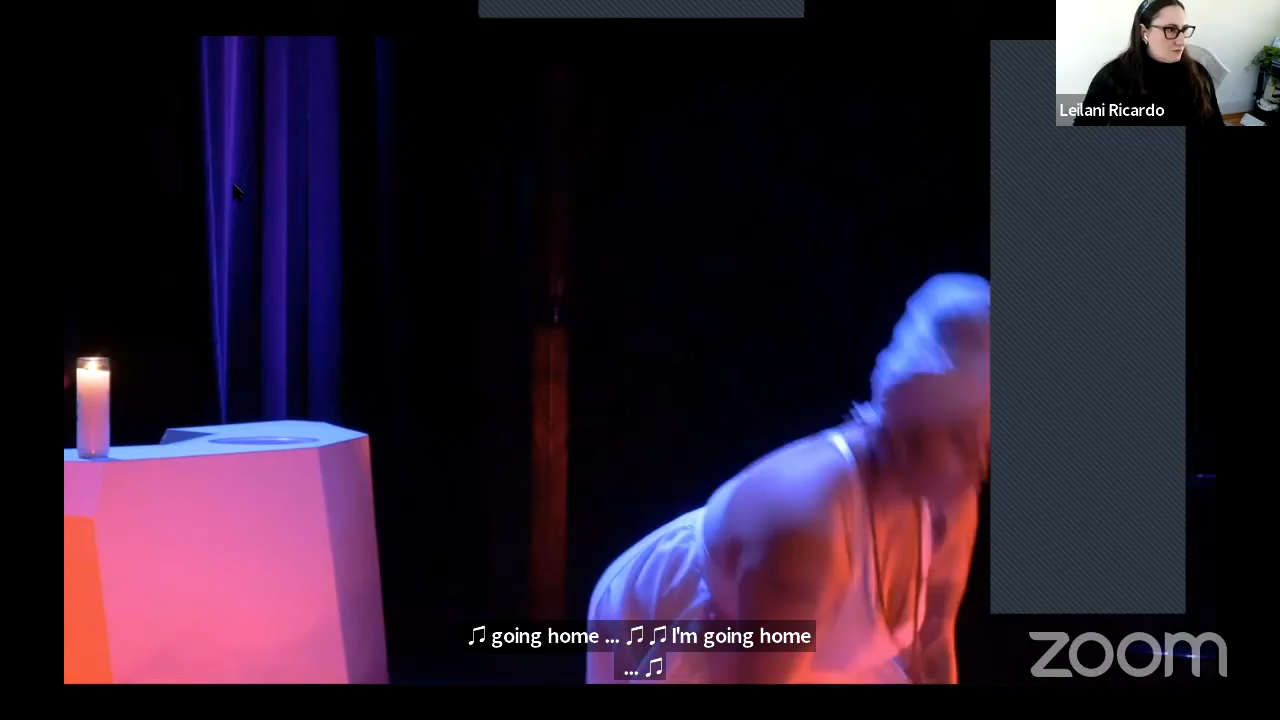 Leilani Ricardo
♫ going home ... ♫ ♫ I'm going home
... ♫
zoom